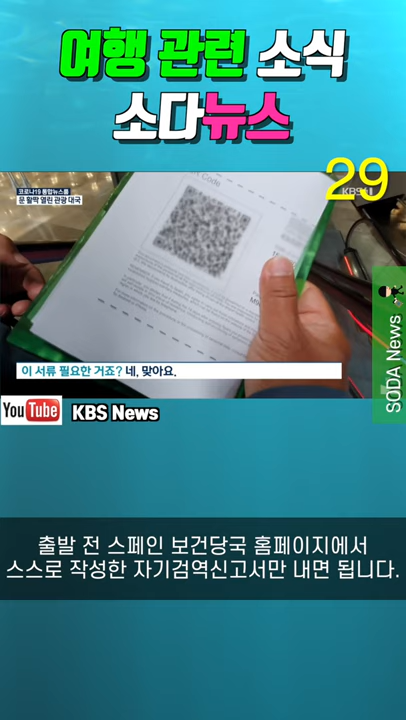 여행 관련 소식
소다뉴스
29
코로나19 통합뉴스룸
문 활짝 열린 관광 대국
KBS
Code
이 서류 필요한 거죠? 네, 맞아요.
SODA News
YouTube KBS News
출발 전 스페인 보건당국 홈페이지에서
스스로 작성한 자기검역신고서만 내면 됩니다.